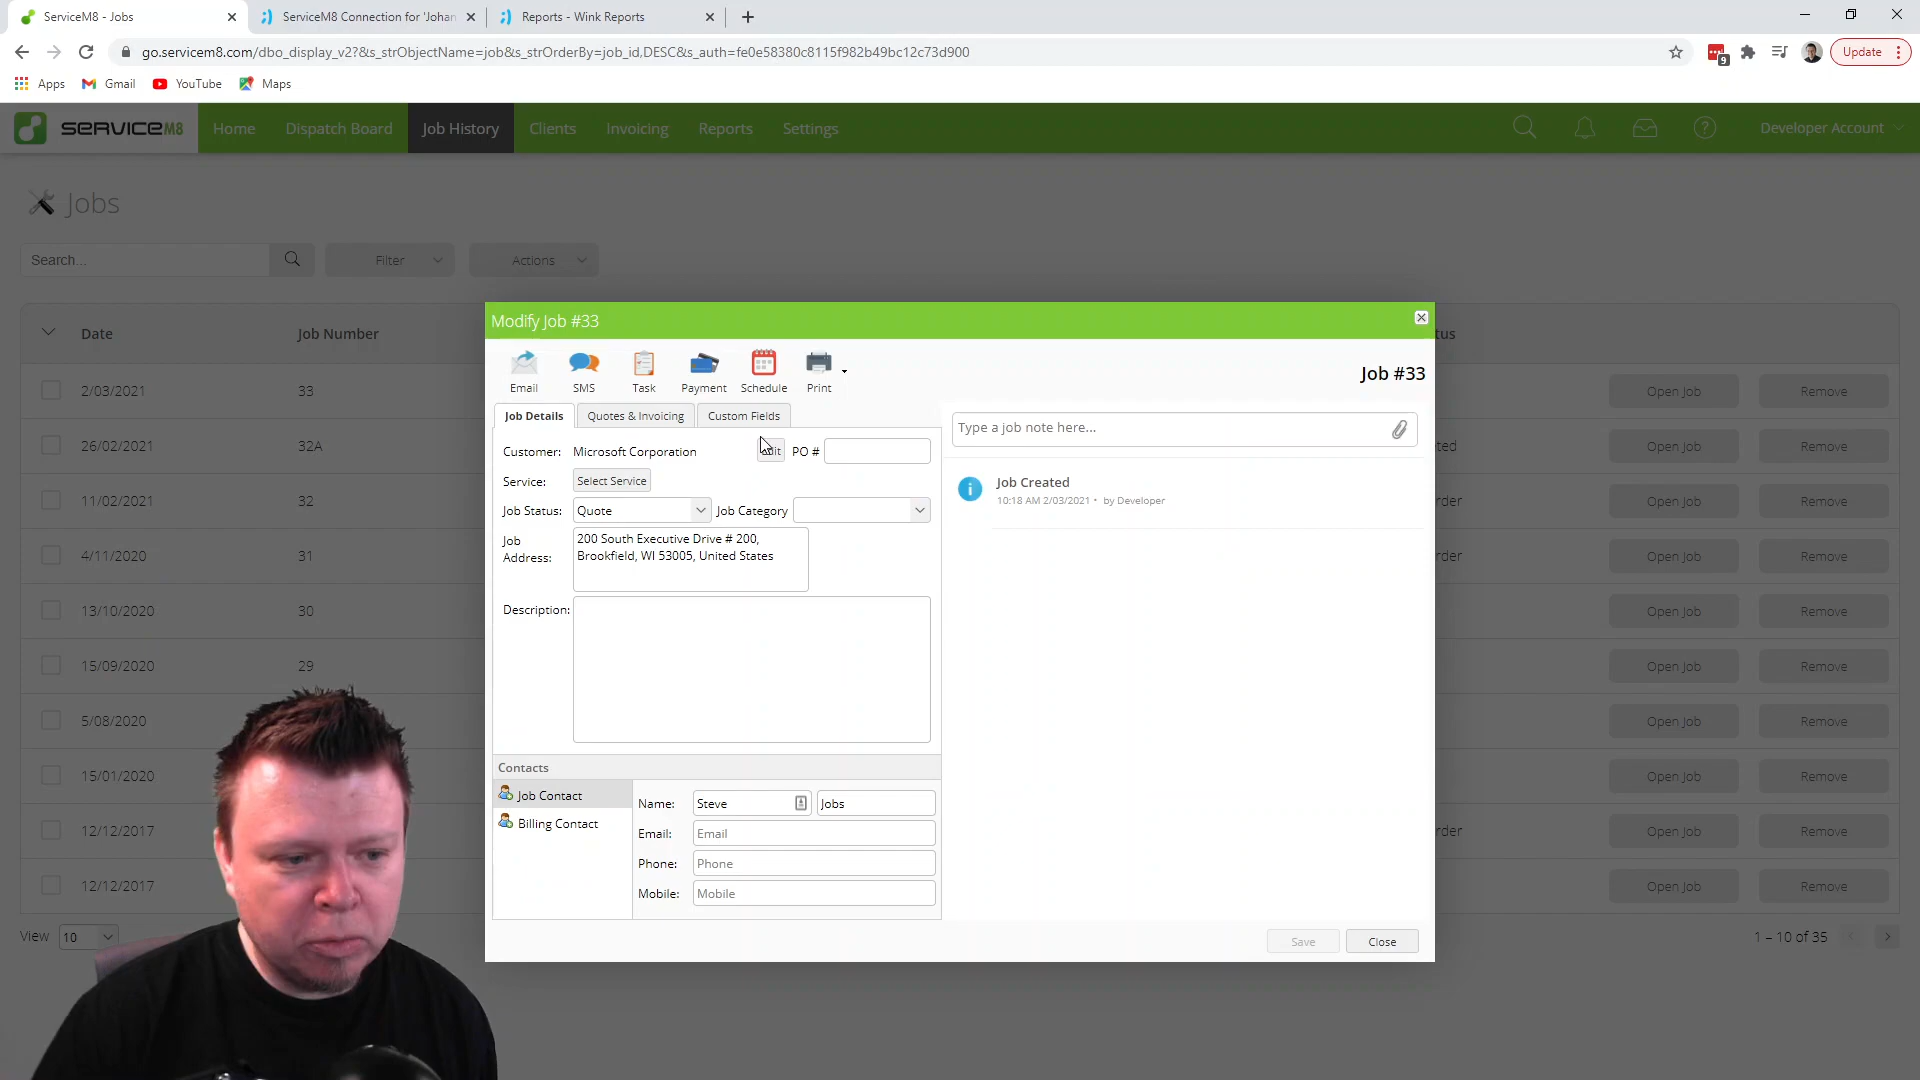 ServiceM8 - Jobs
ServiceM8 Connection for 'Johan
Reports - Wink Reports
go.servicem8.com/dbo_display_v2?&s_strObjectName=job&s_strOrderBy=job_id,DESC&s_auth=fe0e58380c8115f982b49bc12c73d900
9
Update
Apps
Gmail
YouTube
Maps
SERVICEM8
Home
Dispatch Board
Job History
Clients
Invoicing
Reports
Settings
Developer Account
Jobs
Search...
Filter
Actions
Date
Job Number
2/03/2021
33
Open Job
Remove
26/02/2021
32A
Open Job
Remove
11/02/2021
32
Open Job
Remove
4/11/2020
31
Open Job
Remove
13/10/2020
30
Open Job
Remove
15/09/2020
29
Open Job
Remove
5/08/2020
Open Job
Remove
15/01/2020
Open Job
Remove
12/12/2017
Open Job
Remove
12/12/2017
Open Job
Remove
View
10
1 – 10 of 35
Modify Job #33
Email
SMS
Task
Payment
Schedule
Print
Job #33
Job Details
Quotes & Invoicing
Custom Fields
Customer:
Microsoft Corporation
PO #
Service:
Select Service
Job Status:
Quote
Job Category
Job
Address:
200 South Executive Drive # 200,
Brookfield, WI 53005, United States
Description:
Type a job note here...
Job Created
10:18 AM 2/03/2021 • by Developer
Contacts
Job Contact
Billing Contact
Name:
Steve
Jobs
Email:
Email
Phone:
Phone
Mobile:
Mobile
Save
Close